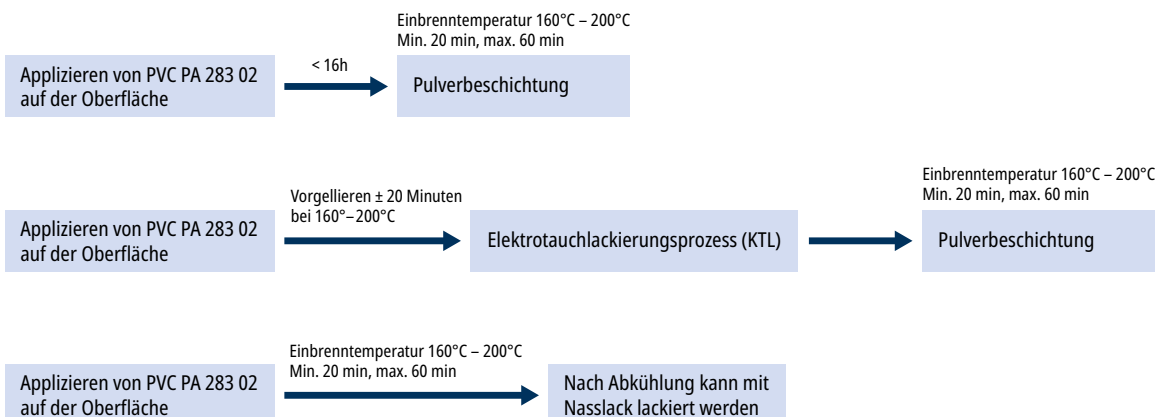 Einbrenntemperatur 160°C – 200°C
Min. 20 min, max. 60 min
Applizieren von PVC PA 283 02
auf der Oberfläche
< 16h
Pulverbeschichtung
Einbrenntemperatur 160°C – 200°C
Min. 20 min, max. 60 min
Vorgellieren ± 20 Minuten
bei 160°–200°C
Applizieren von PVC PA 283 02
auf der Oberfläche
Elektrotauchlackierungsprozess (KTL)
Pulverbeschichtung
Einbrenntemperatur 160°C – 200°C
Min. 20 min, max. 60 min
Applizieren von PVC PA 283 02
auf der Oberfläche
Nach Abkühlung kann mit
Nasslack lackiert werden